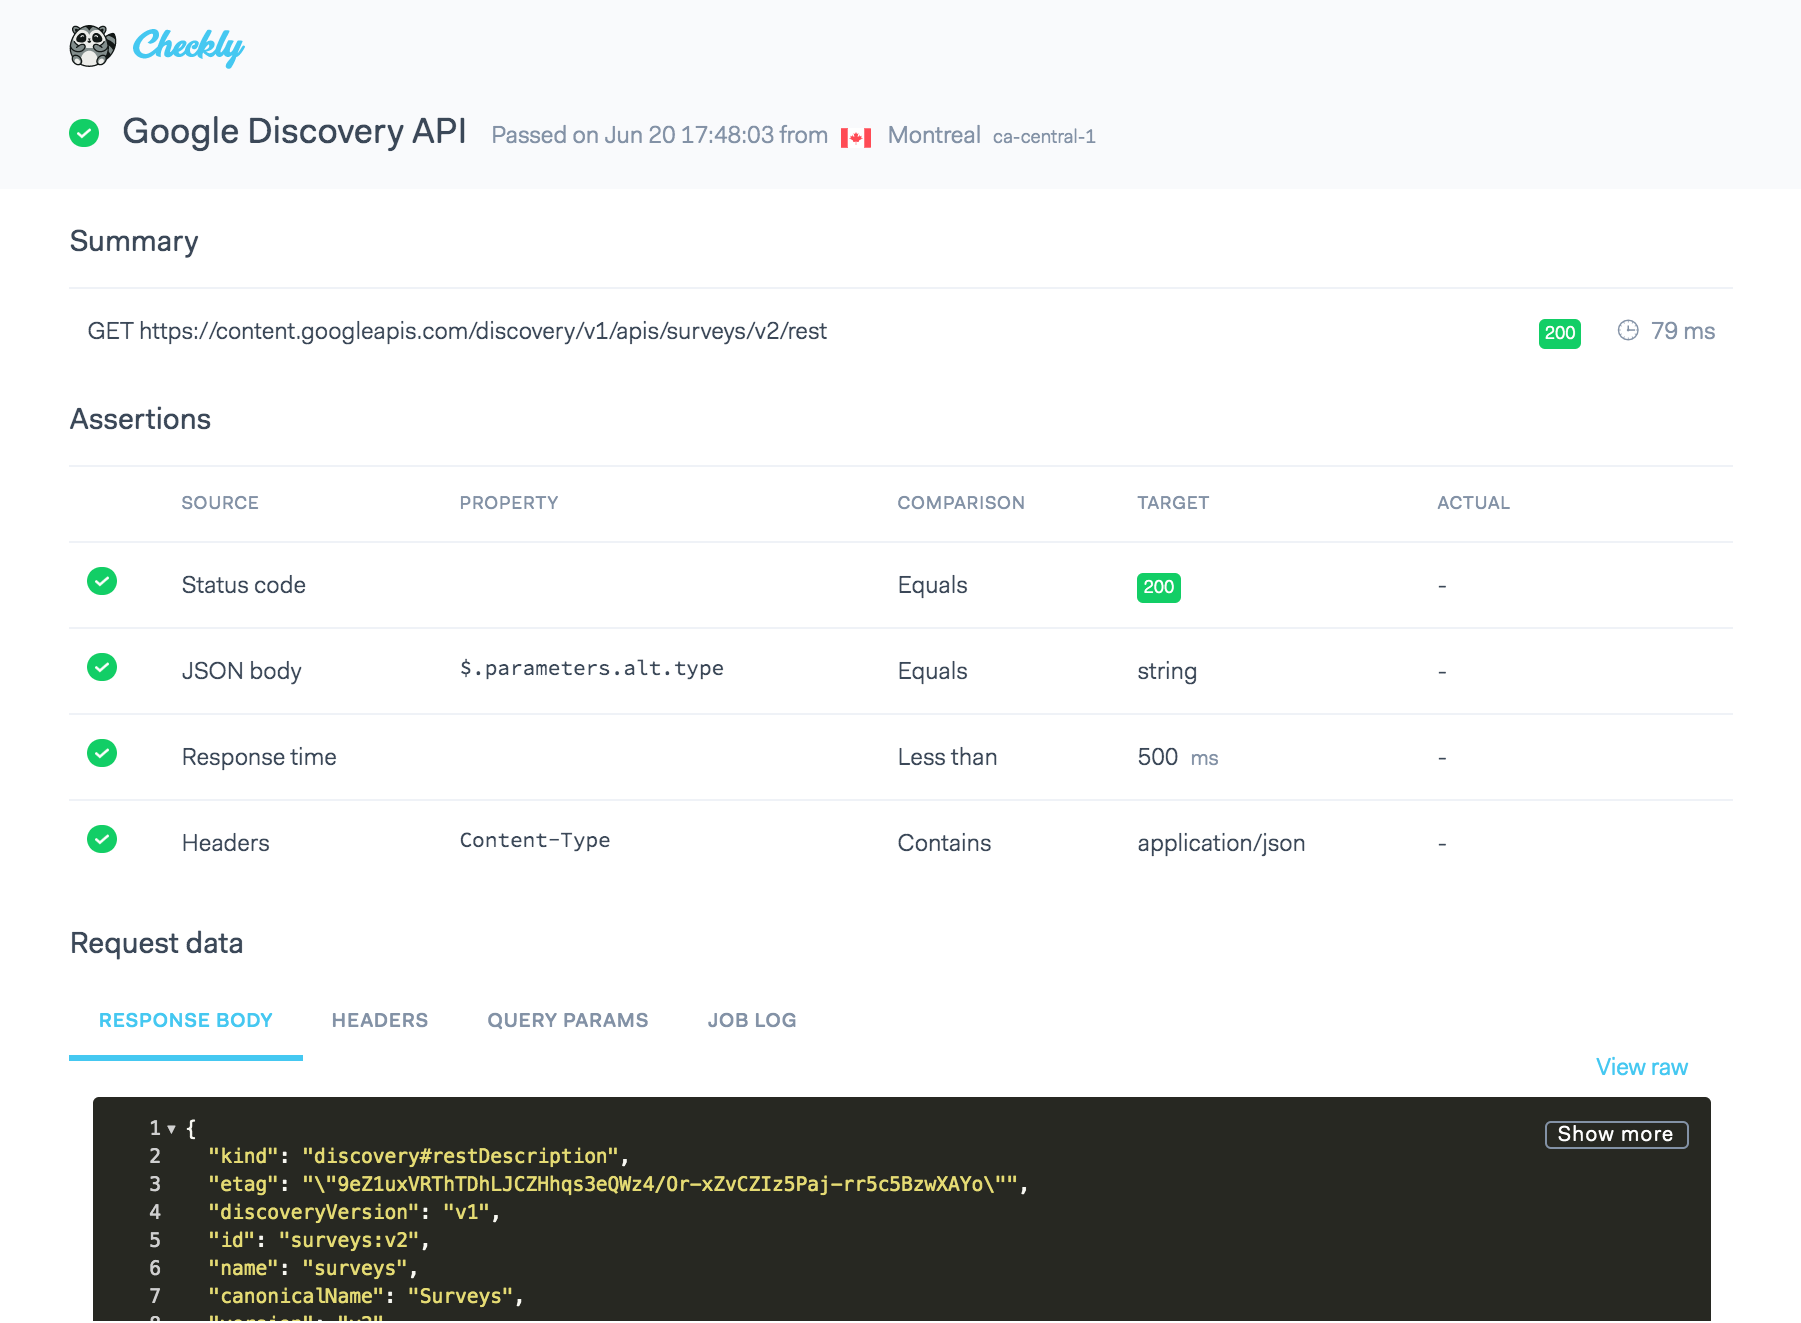 Checkly
Google Discovery API Passed on Jun 20 17:48:03 from Montreal ca-central-1
Summary
GET https://content.googleapis.com/discovery/v1/apis/surveys/v2/rest 200 79 ms
Assertions
SOURCE PROPERTY COMPARISON TARGET ACTUAL
Status code Equals 200 -
JSON body $.parameters.alt.type Equals string -
Response time Less than 500 ms -
Headers Content-Type Contains application/json -
Request data
RESPONSE BODY HEADERS QUERY PARAMS JOB LOG
View raw
1 { Show more
2 "kind": "discovery#restDescription",
3 "etag": "\"9eZ1uxVRThTDhLJCZHhqs3eQWz4/Or-xZvCZIz5Paj-rr5c5BzwXAYo\"",
4 "discoveryVersion": "v1",
5 "id": "surveys:v2",
6 "name": "surveys",
7 "canonicalName": "Surveys",
8 "version": "v2"